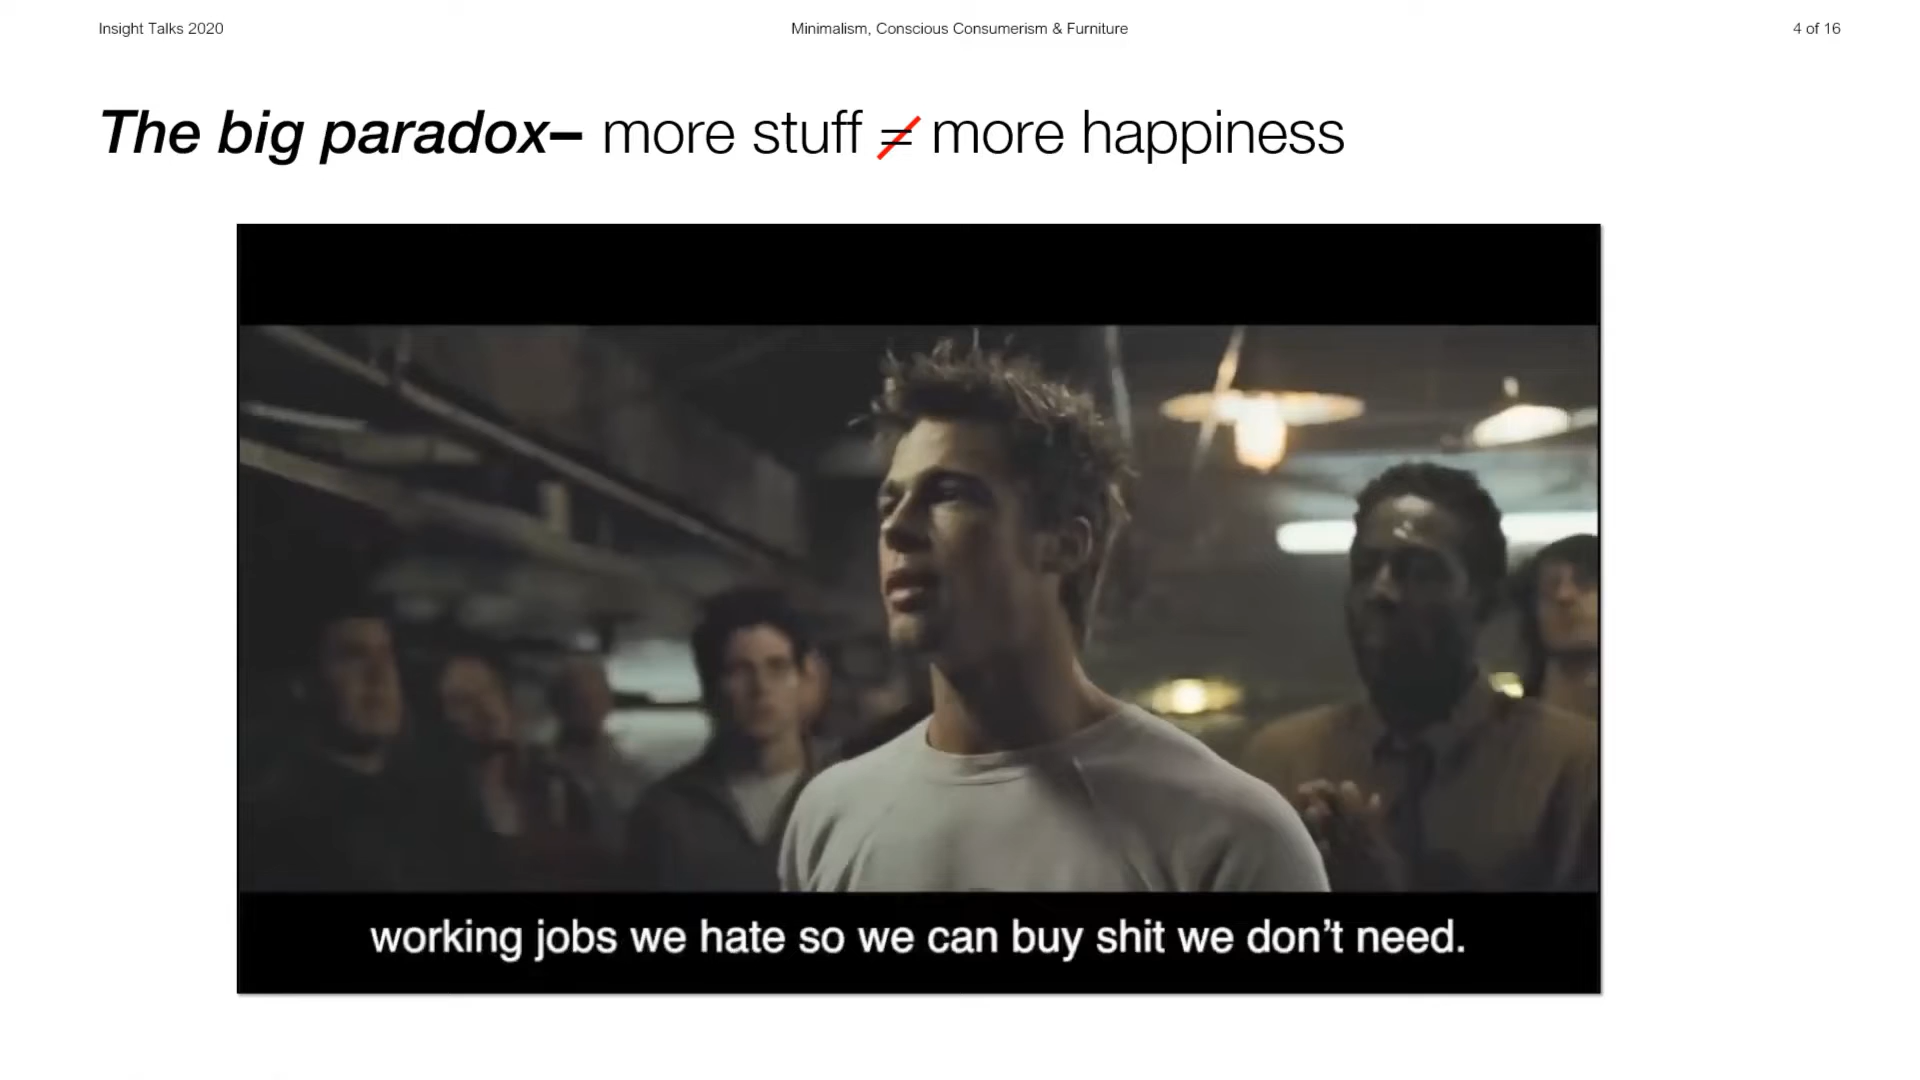 Insight Talks 2020
Minimalism, Conscious Consumerism & Furniture
4 of 16
The big paradox– more stuff ≠ more happiness
working jobs we hate so we can buy shit we don’t need.